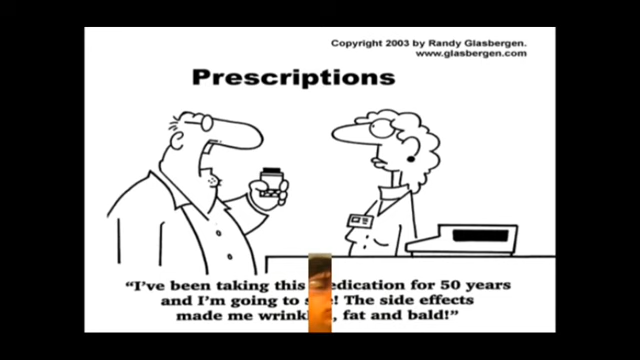 Copyright 2003 by Randy Glasbergen.
www.glasbergen.com
Prescriptions
“I’ve been taking this for 50 years
and I’m going to The side effects
made me fat and bald!”